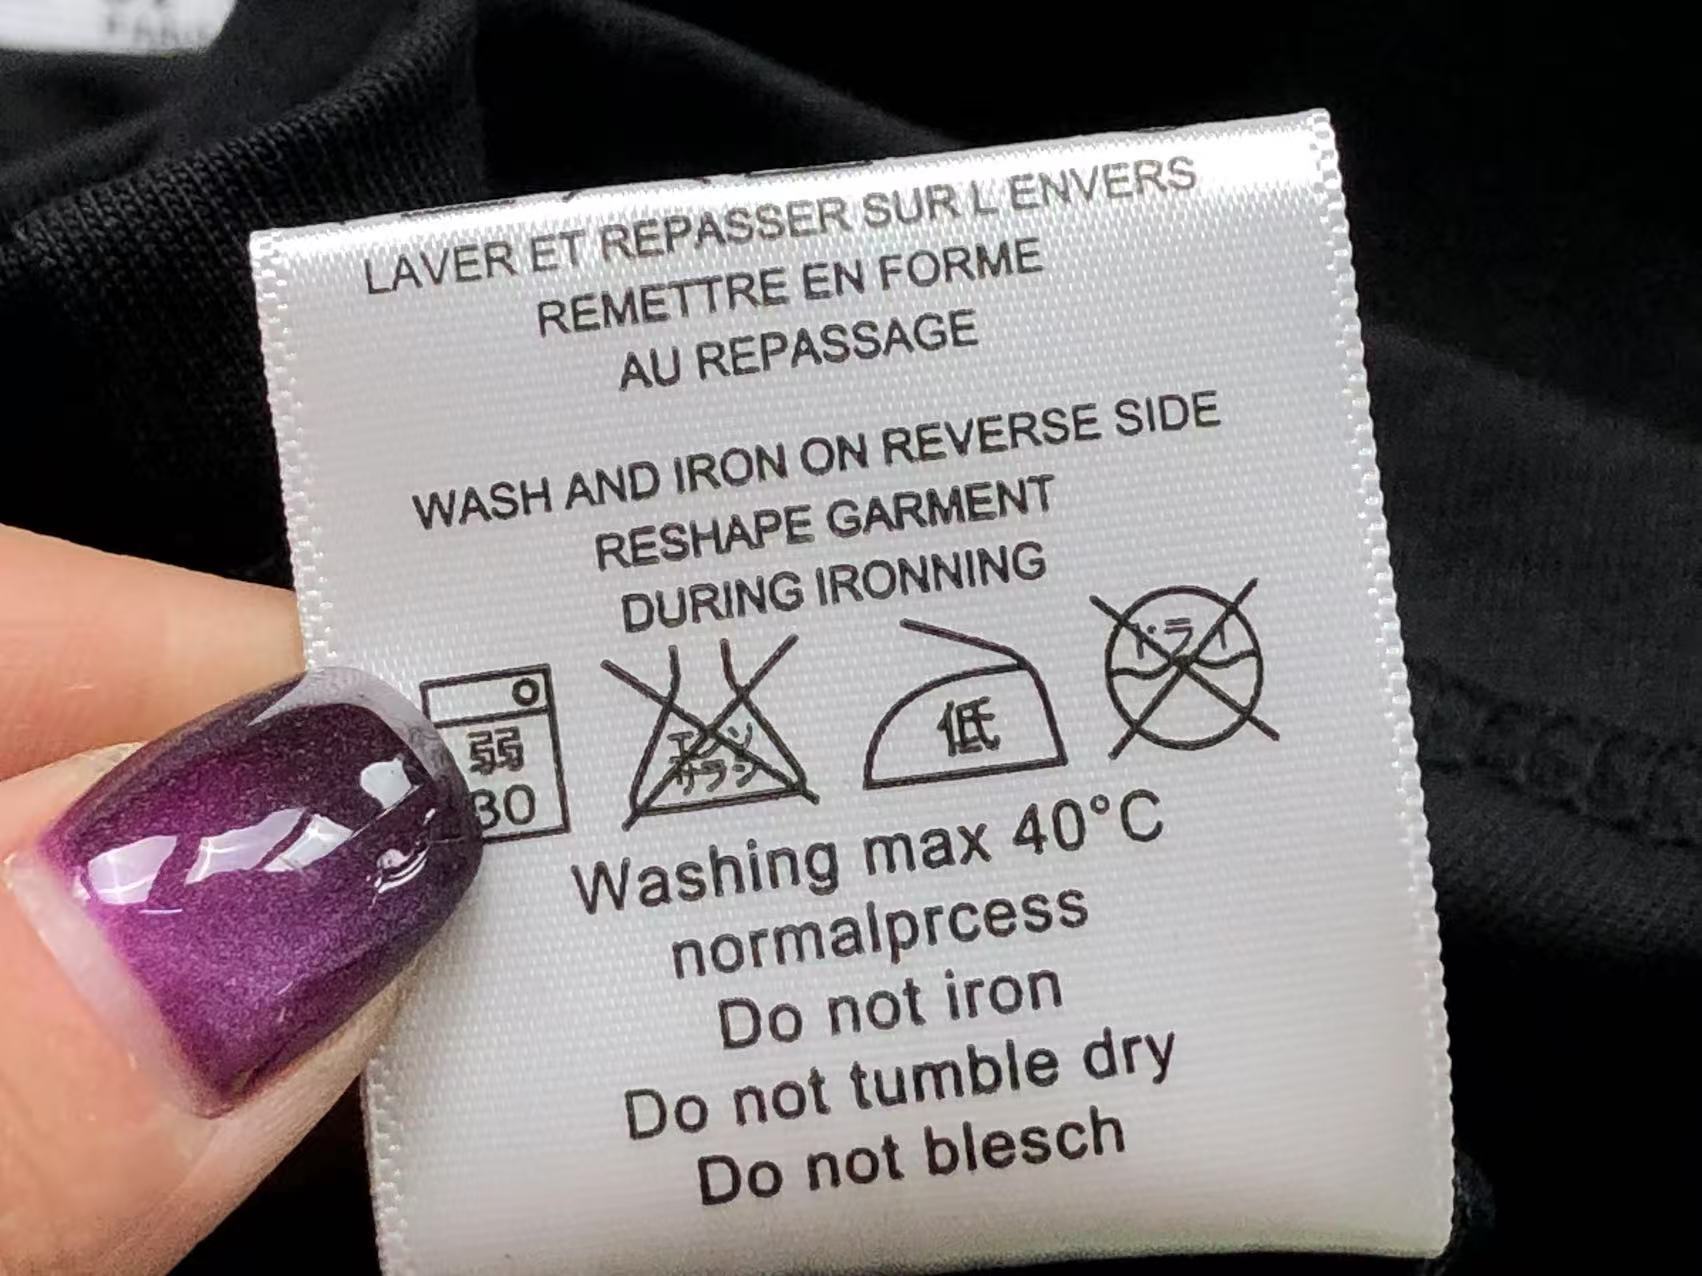 LAVER ET REPASSER SUR L'ENVERS
REMETTRE EN FORME
AU REPASSAGE
WASH AND IRON ON REVERSE SIDE
RESHAPE GARMENT
DURING IRONNING
弱
30
エンソ
サラシ
低
ドライ
Washing max 40°C
normalprcess
Do not iron
Do not tumble dry
Do not blesch